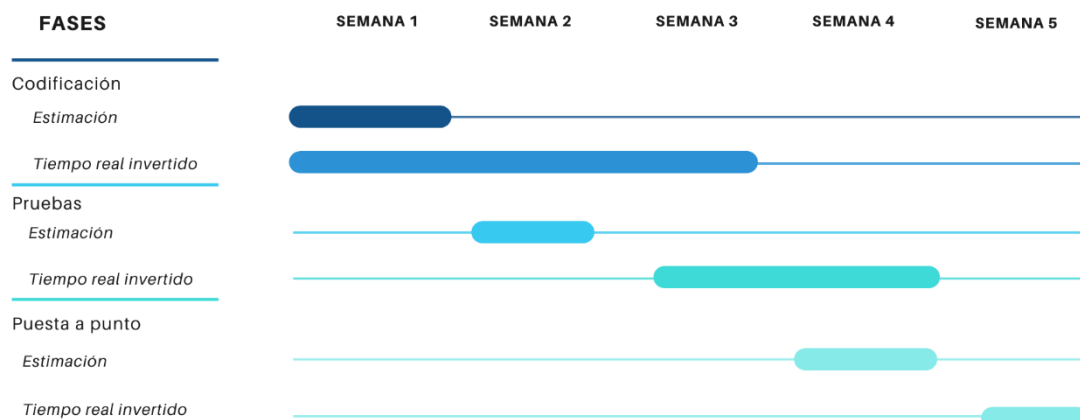 FASES SEMANA 1 SEMANA 2 SEMANA 3 SEMANA 4 SEMANA 5
Codificación
Estimación
Tiempo real invertido
Pruebas
Estimación
Tiempo real invertido
Puesta a punto
Estimación
Tiempo real invertido